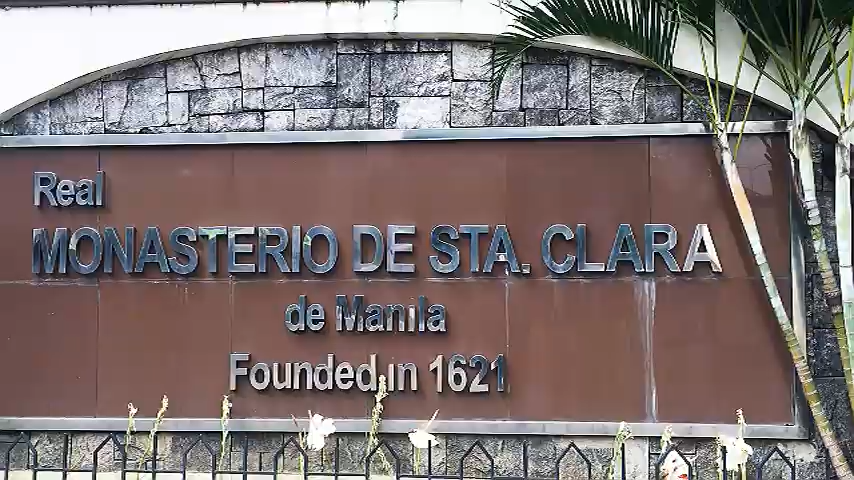 Real
MONASTERIO DE STA. CLARA
de Manila
Founded in 1621